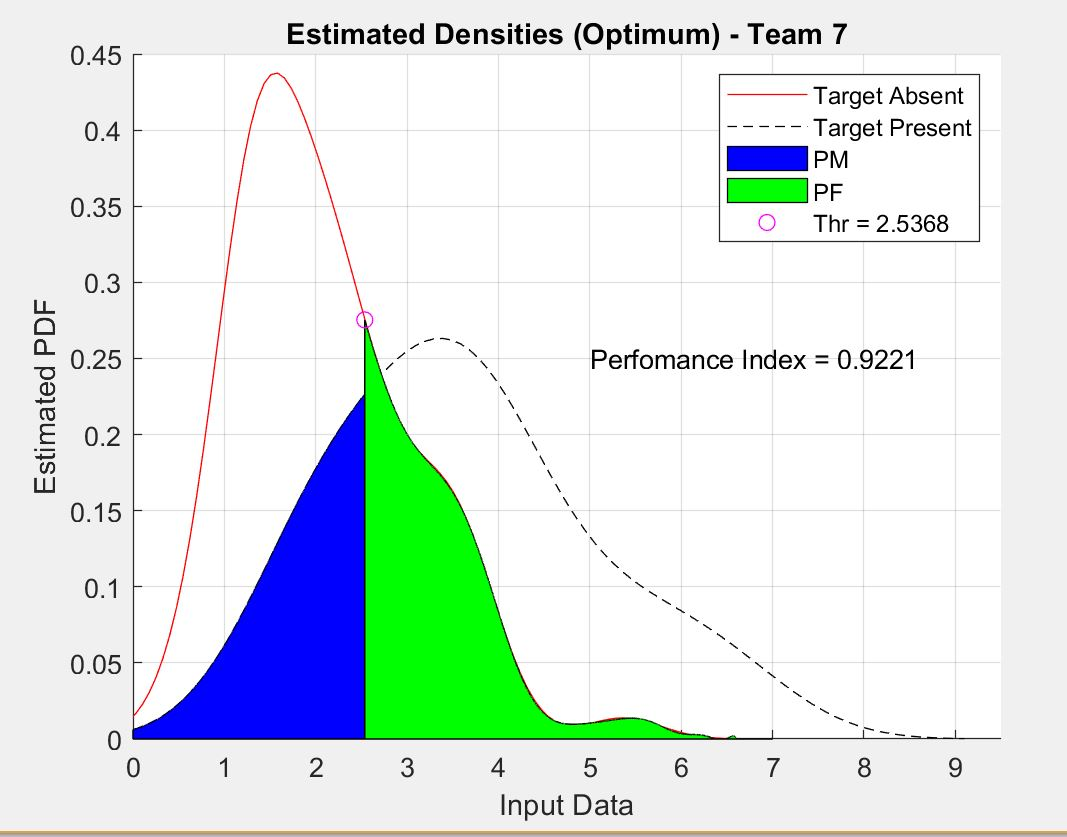 Estimated Densities (Optimum) - Team 7
0.45
0.4
0.35
0.3
0.25
0.2
0.15
0.1
0.05
0
Estimated PDF
Target Absent
Target Present
PM
PF
Thr = 2.5368
Perfomance Index = 0.9221
0 1 2 3 4 5 6 7 8 9
Input Data